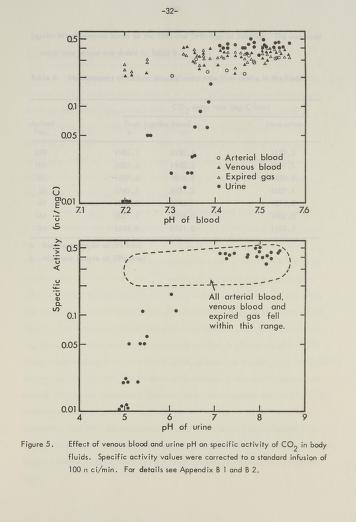 -32-
0.5
0.1
0.05
0.01
7.1 7.2 7.3 7.4 7.5 7.6
pH of blood
Arterial blood
Venous blood
Expired gas
Urine
Specific Activity (nci/mgC)
0.5
0.1
0.05
0.01
4 5 6 7 8 9
pH of urine
All arterial blood,
venous blood and
expired gas fell
within this range.
Figure 5. Effect of venous blood and urine pH on specific activity of CO2 in body
fluids. Specific activity values were corrected to a standard infusion of
100 n ci/min. For details see Appendix B 1 and B 2.